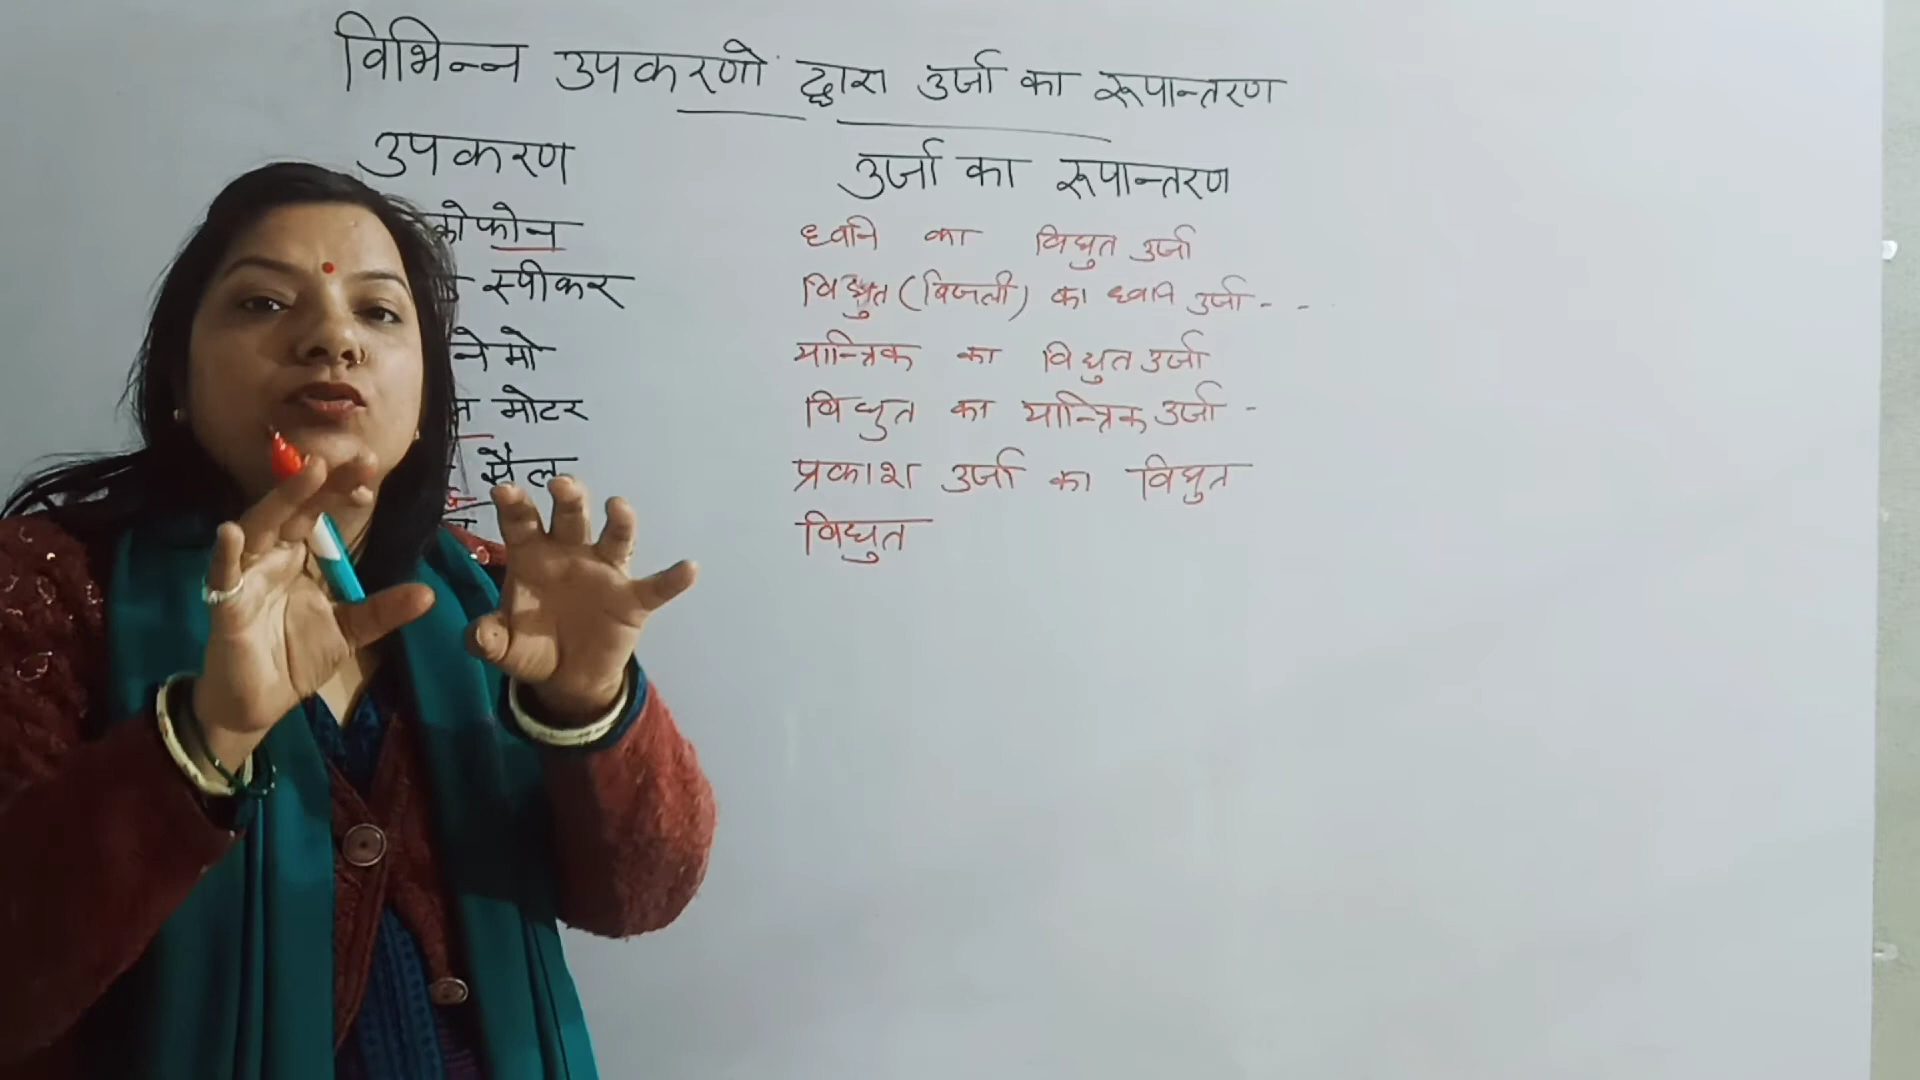 विभिन्न उपकरणो द्वारा उर्जा का रूपान्तरण
उपकरण उर्जा का रूपान्तरण
ध्वनि का विद्युत उर्जा
स्पीकर विद्युत (बिजली) का ध्वनि उर्जा - -
यान्त्रिक का विद्युत उर्जा
मोटर विद्युत का यान्त्रिक उर्जा -
सैल प्रकाश उर्जा का विद्युत
विद्युत